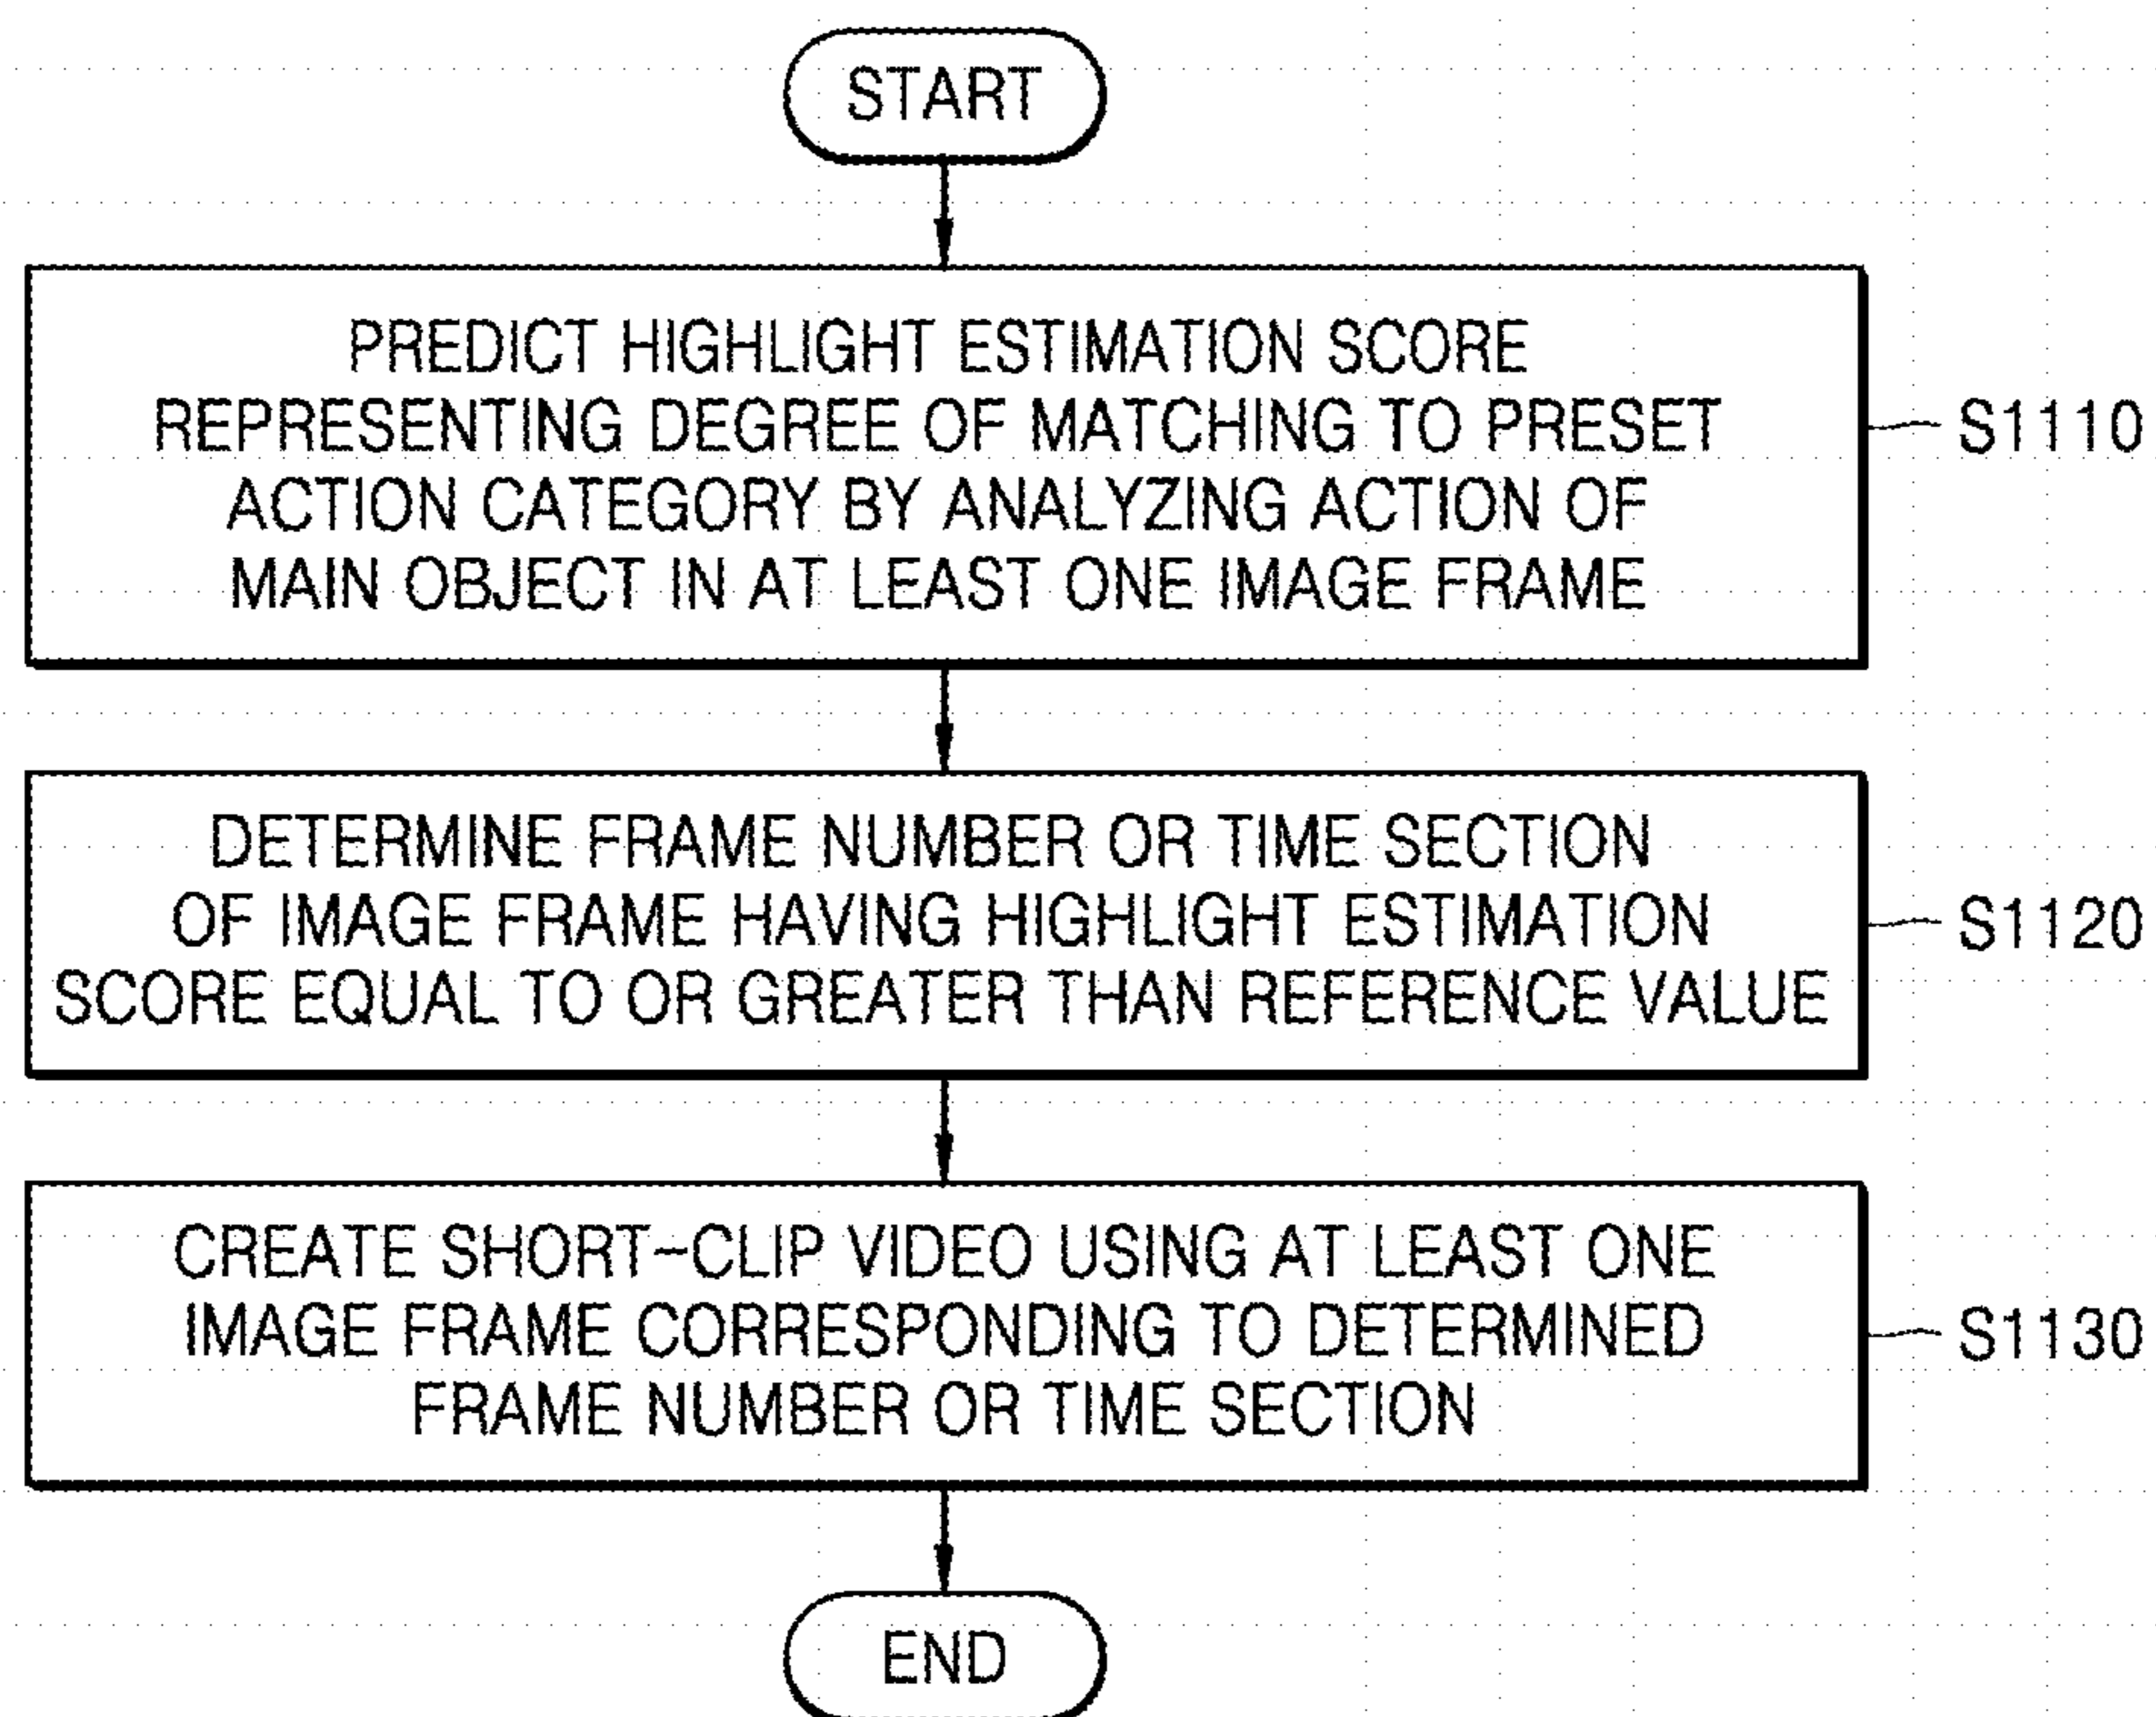 START
PREDICT HIGHLIGHT ESTIMATION SCORE
REPRESENTING DEGREE OF MATCHING TO PRESET
ACTION CATEGORY BY ANALYZING ACTION OF
MAIN OBJECT IN AT LEAST ONE IMAGE FRAME
S1110
DETERMINE FRAME NUMBER OR TIME SECTION
OF IMAGE FRAME HAVING HIGHLIGHT ESTIMATION
SCORE EQUAL TO OR GREATER THAN REFERENCE VALUE
S1120
CREATE SHORT-CLIP VIDEO USING AT LEAST ONE
IMAGE FRAME CORRESPONDING TO DETERMINED
FRAME NUMBER OR TIME SECTION
S1130
END